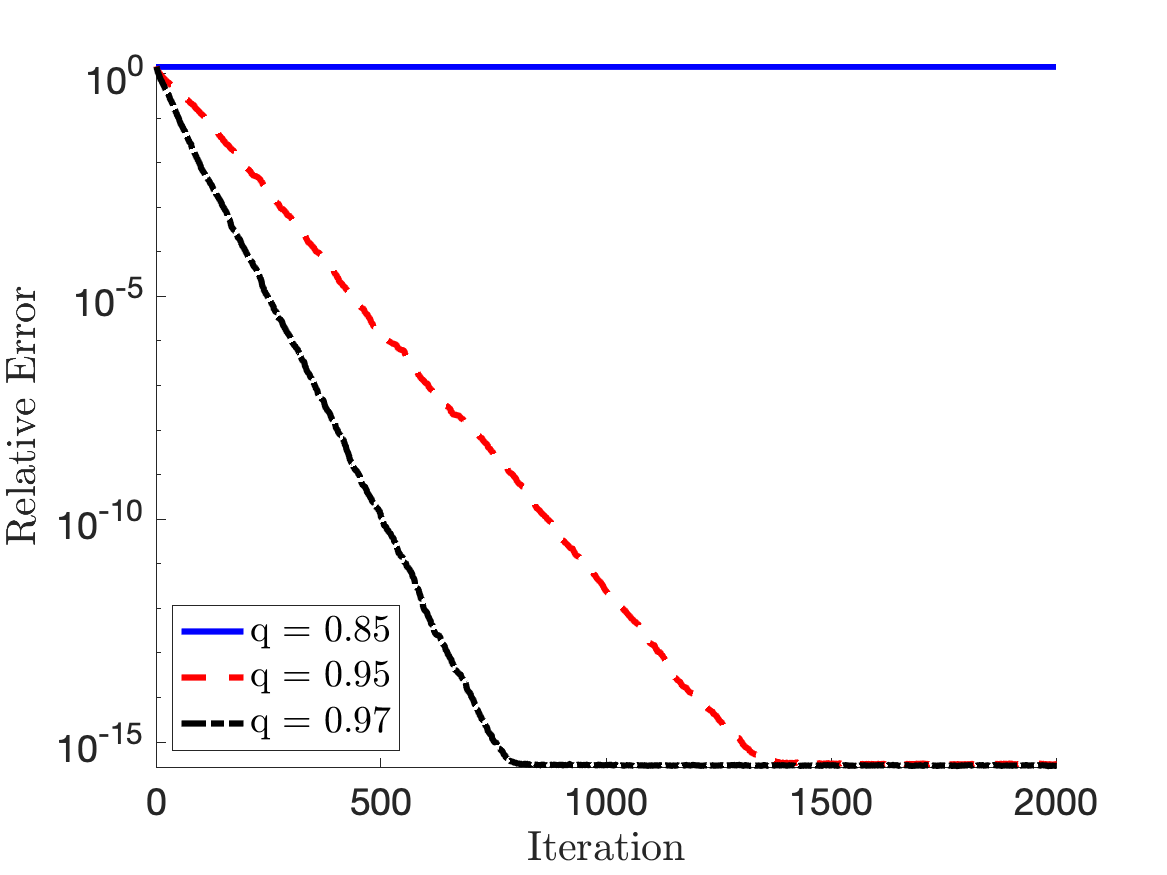 10^0
10^-5
10^-10
10^-15
Relative Error
q = 0.85
q = 0.95
q = 0.97
0 500 1000 1500 2000
Iteration